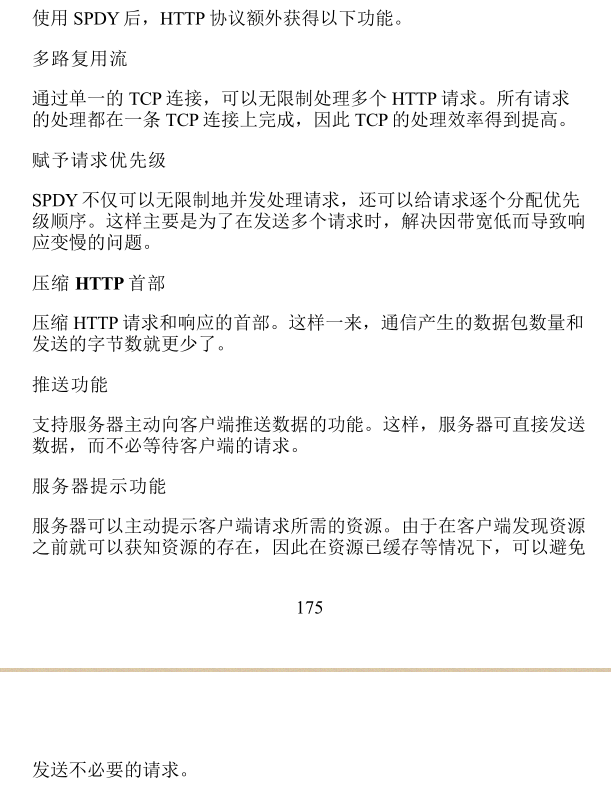 使用 SPDY 后，HTTP 协议额外获得以下功能。
多路复用流
通过单一的 TCP 连接，可以无限制处理多个 HTTP 请求。所有请求
的处理都在一条 TCP 连接上完成，因此 TCP 的处理效率得到提高。
赋予请求优先级
SPDY 不仅可以无限制地并发处理请求，还可以给请求逐个分配优先
级顺序。这样主要是为了在发送多个请求时，解决因带宽低而导致响
应变慢的问题。
压缩 HTTP 首部
压缩 HTTP 请求和响应的首部。这样一来，通信产生的数据包数量和
发送的字节数就更少了。
推送功能
支持服务器主动向客户端推送数据的功能。这样，服务器可直接发送
数据，而不必等待客户端的请求。
服务器提示功能
服务器可以主动提示客户端请求所需的资源。由于在客户端发现资源
之前就可以获知资源的存在，因此在资源已缓存等情况下，可以避免
175
发送不必要的请求。